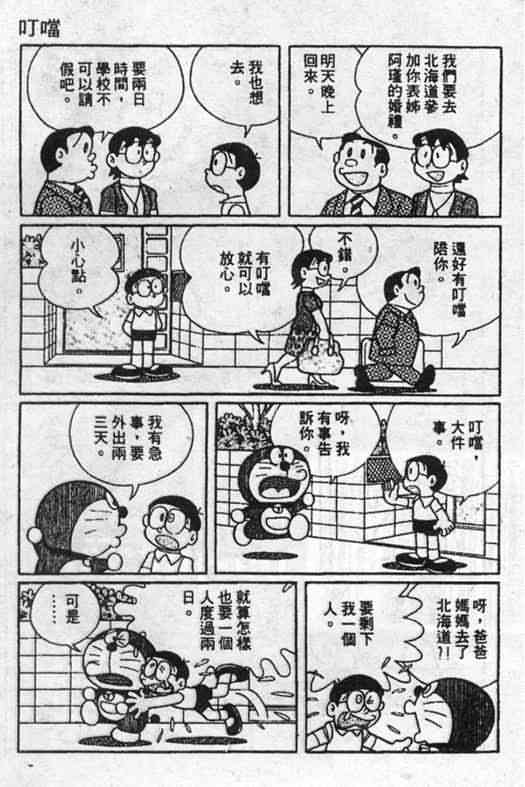 叮噹
我們要去
北海道參
加你表姊
阿瑾的婚禮。
明天晚上
回來。
我也想
去。
要兩日
時間，
學校不
可以請
假吧。
還好有叮噹
陪你。
不錯。
有叮噹
就可以
放心。
小心點。
叮噹，
大件
事。
呀，我
有事告
訴你。
我有急
事，要
外出兩
三天。
呀，爸爸
媽媽去了
北海道?!
要剩下
我一個
人。
就算怎樣
也要一個
人度過兩
日。
可是
……